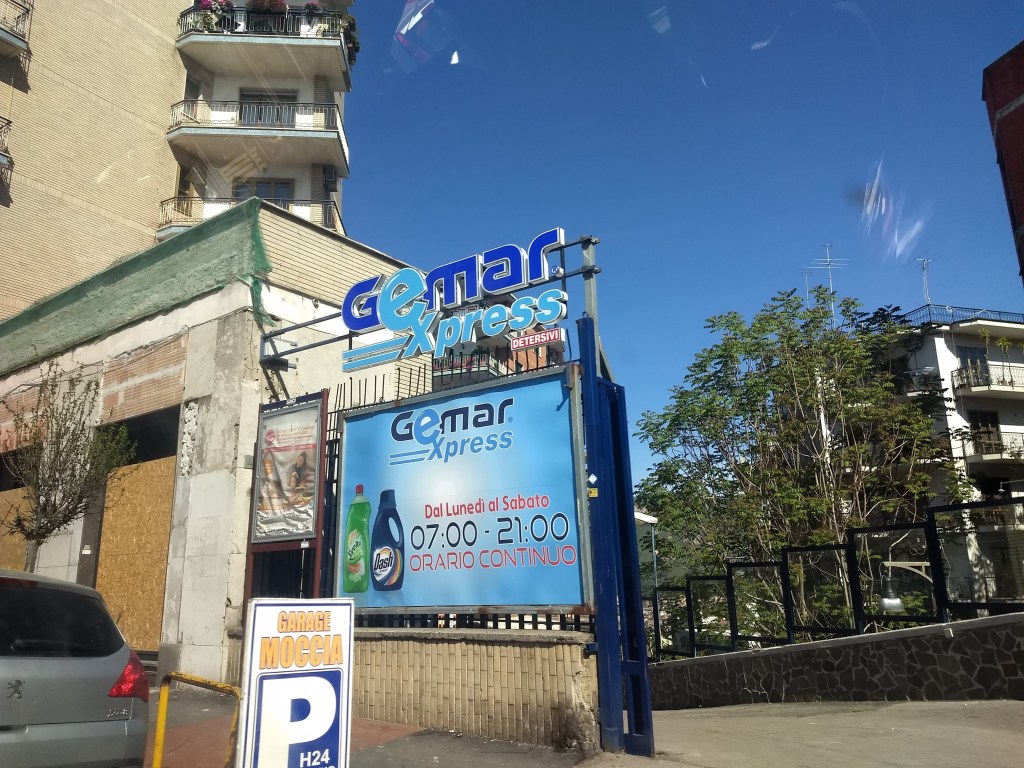 Gemar
Xpress
DETERSIVI
Gemar
Xpress
Dal Lunedì al Sabato
07:00 - 21:00
ORARIO CONTINUO
Dash
GARAGE
MOCCIA
P
H24